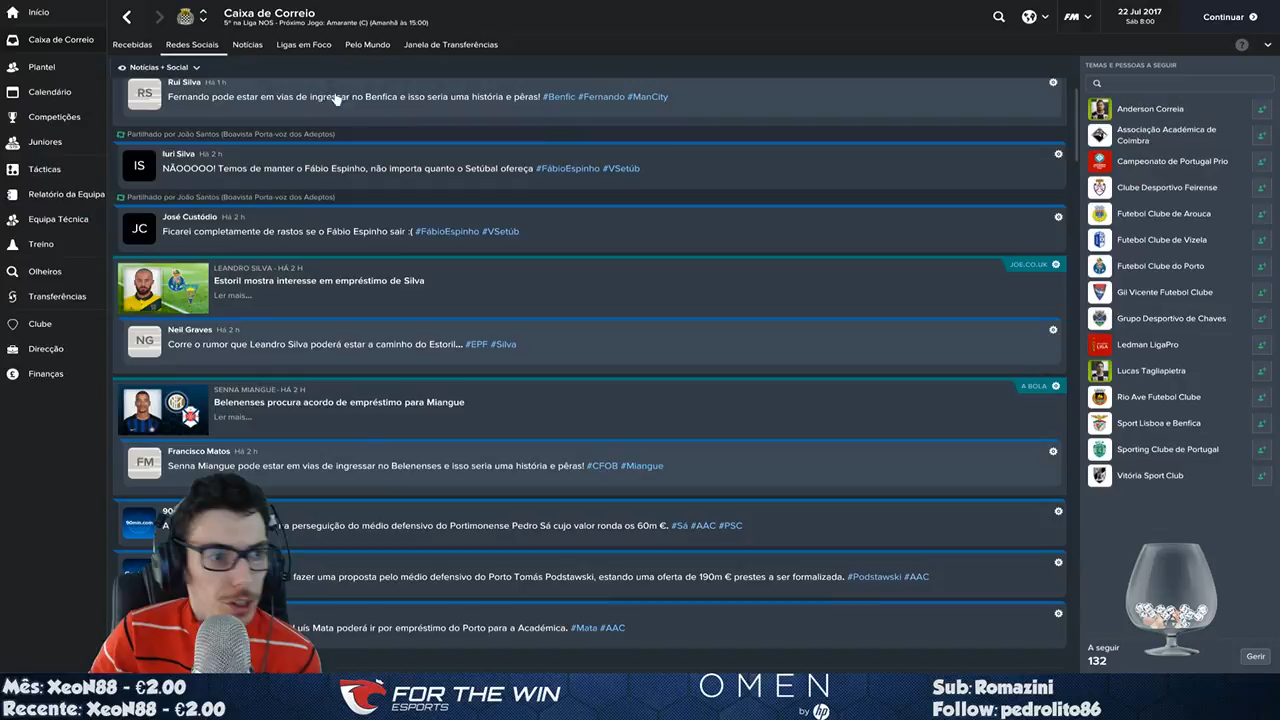 Início
Caixa de Correio
5º na Liga NOS - Próximo Jogo: Amarante (C) (Amanhã às 15:00)
FM
22 Jul 2017
Sáb 8:00
Continuar
Caixa de Correio
Plantel
Calendário
Competições
Juniores
Tácticas
Relatório da Equipa
Equipa Técnica
Treino
Olheiros
Transferências
Clube
Direcção
Finanças
Recebidas
Redes Sociais
Notícias
Ligas em Foco
Pelo Mundo
Janela de Transferências
?
Notícias + Social
RS
Rui Silva Há 1 h
Fernando pode estar em vias de ingressar no Benfica e isso seria uma história e pêras! #Benfic #Fernando #ManCity
Partilhado por João Santos (Boavista Porta-voz dos Adeptos)
IS
Iuri Silva Há 2 h
NÃOOOOO! Temos de manter o Fábio Espinho, não importa quanto o Setúbal ofereça #FábioEspinho #VSetúb
Partilhado por João Santos (Boavista Porta-voz dos Adeptos)
JC
José Custódio Há 2 h
Ficarei completamente de rastos se o Fábio Espinho sair :( #FábioEspinho #VSetúb
LEANDRO SILVA - HÁ 2 H
JOE.CO.UK
Estoril mostra interesse em empréstimo de Silva
Ler mais...
NG
Neil Graves Há 2 h
Corre o rumor que Leandro Silva poderá estar a caminho do Estoril... #EPF #Silva
SENNA MIANGUE - HÁ 2 H
A BOLA
Belenenses procura acordo de empréstimo para Miangue
Ler mais...
FM
Francisco Matos Há 2 h
Senna Miangue pode estar em vias de ingressar no Belenenses e isso seria uma história e pêras! #CFOB #Miangue
90min.com
a perseguição do médio defensivo do Portimonense Pedro Sá cujo valor ronda os 60m €. #Sá #AAC #PSC
fazer uma proposta pelo médio defensivo do Porto Tomás Podstawski, estando uma oferta de 190m € prestes a ser formalizada. #Podstawski #AAC
Luís Mata poderá ir por empréstimo do Porto para a Académica. #Mata #AAC
TEMAS E PESSOAS A SEGUIR
Anderson Correia
Associação Académica de
Coimbra
Campeonato de Portugal Prio
Clube Desportivo Feirense
Futebol Clube de Arouca
Futebol Clube de Vizela
Futebol Clube do Porto
Gil Vicente Futebol Clube
Grupo Desportivo de Chaves
Ledman LigaPro
Lucas Tagliapietra
Rio Ave Futebol Clube
Sport Lisboa e Benfica
Sporting Clube de Portugal
Vitória Sport Club
A seguir
132
Gerir
Mês: XeoN88 - €2.00
Recente: XeoN88 - €2.00
FOR THE WIN
ESPORTS
OMEN
by hp
Sub: Romazini
Follow: pedrolito86